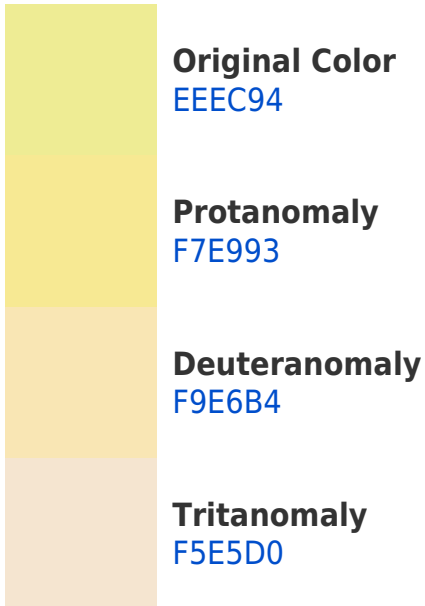 Original Color
EEEC94
Protanomaly
F7E993
Deuteranomaly
F9E6B4
Tritanomaly
F5E5D0